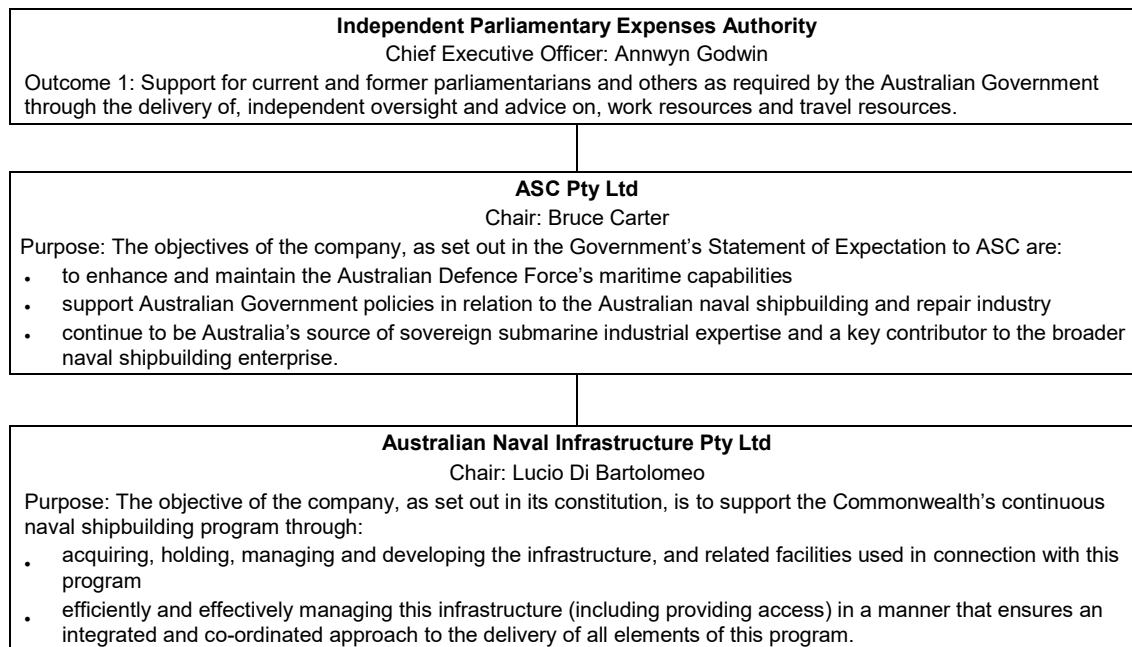 Independent Parliamentary Expenses Authority
Chief Executive Officer: Annwyn Godwin
Outcome 1: Support for current and former parliamentarians and others as required by the Australian Government
through the delivery of, independent oversight and advice on, work resources and travel resources.
ASC Pty Ltd
Chair: Bruce Carter
Purpose: The objectives of the company, as set out in the Government’s Statement of Expectation to ASC are:
• to enhance and maintain the Australian Defence Force’s maritime capabilities
• support Australian Government policies in relation to the Australian naval shipbuilding and repair industry
• continue to be Australia’s source of sovereign submarine industrial expertise and a key contributor to the broader
naval shipbuilding enterprise.
Australian Naval Infrastructure Pty Ltd
Chair: Lucio Di Bartolomeo
Purpose: The objective of the company, as set out in its constitution, is to support the Commonwealth’s continuous
naval shipbuilding program through:
• acquiring, holding, managing and developing the infrastructure, and related facilities used in connection with this
program
• efficiently and effectively managing this infrastructure (including providing access) in a manner that ensures an
integrated and co-ordinated approach to the delivery of all elements of this program.